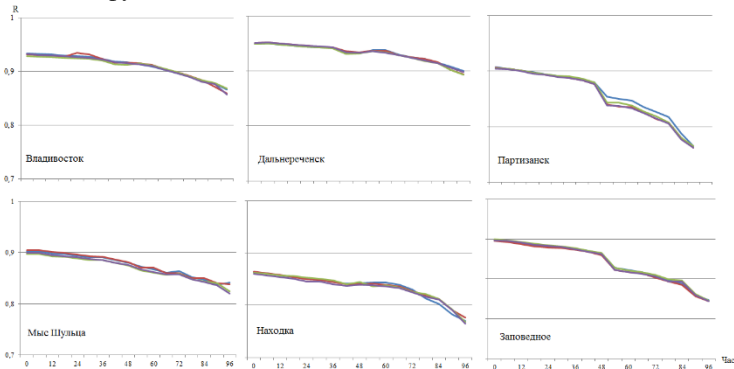 R
1
0,9
0,8
Владивосток
Дальнереченск
Партизанск
0,7
0 12 24 36 48 60 72 84 96
0 12 24 36 48 60 72 84 96
0 12 24 36 48 60 72 84 96
1
0,9
0,8
Мыс Шульца
Находка
Заповедное
0,7
Час
0 12 24 36 48 60 72 84 96
0 12 24 36 48 60 72 84 96
0 12 24 36 48 60 72 84 96